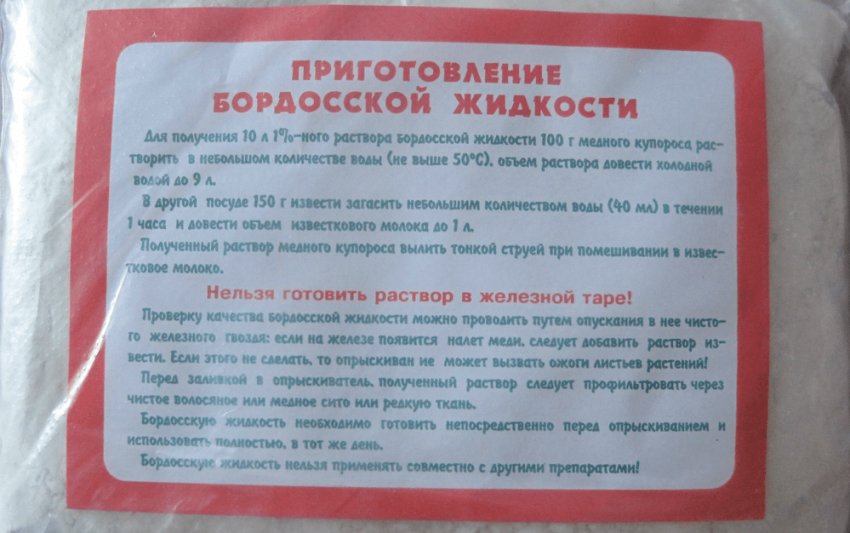 ПРИГОТОВЛЕНИЕ
БОРДОССКОЙ ЖИДКОСТИ
Для получения 10 л 1%-ного раствора бордосской жидкости 100 г медного купороса рас-
творить в небольшом количестве воды (не выше 50°С), объем раствора довести холодной
водой до 9 л.
В другой посуде 150 г извести загасить небольшим количеством воды (40 мл) в течении
1 часа и довести объем известкового молока до 1 л.
Полученный раствор медного купороса вылить тонкой струей при помешивании в извес-
тковое молоко.
Нельзя готовить раствор в железной таре!
Проверку качества бордосской жидкости можно проводить путем опускания в нее чисто-
го железного гвоздя: если на железе появится налет меди, следует добавить раствор из-
вести. Если этого не сделать, то опрыскиван ие может вызвать ожоги листьев растений!
Перед заливкой в опрыскиватель, полученный раствор следует профильтровать через
чистое волосяное или медное сито или редкую ткань.
Бордосскую жидкость необходимо готовить непосредственно перед опрыскиванием и
использовать полностью, в тот же день.
Бордосскую жидкость нельзя применять совместно с другими препаратами!